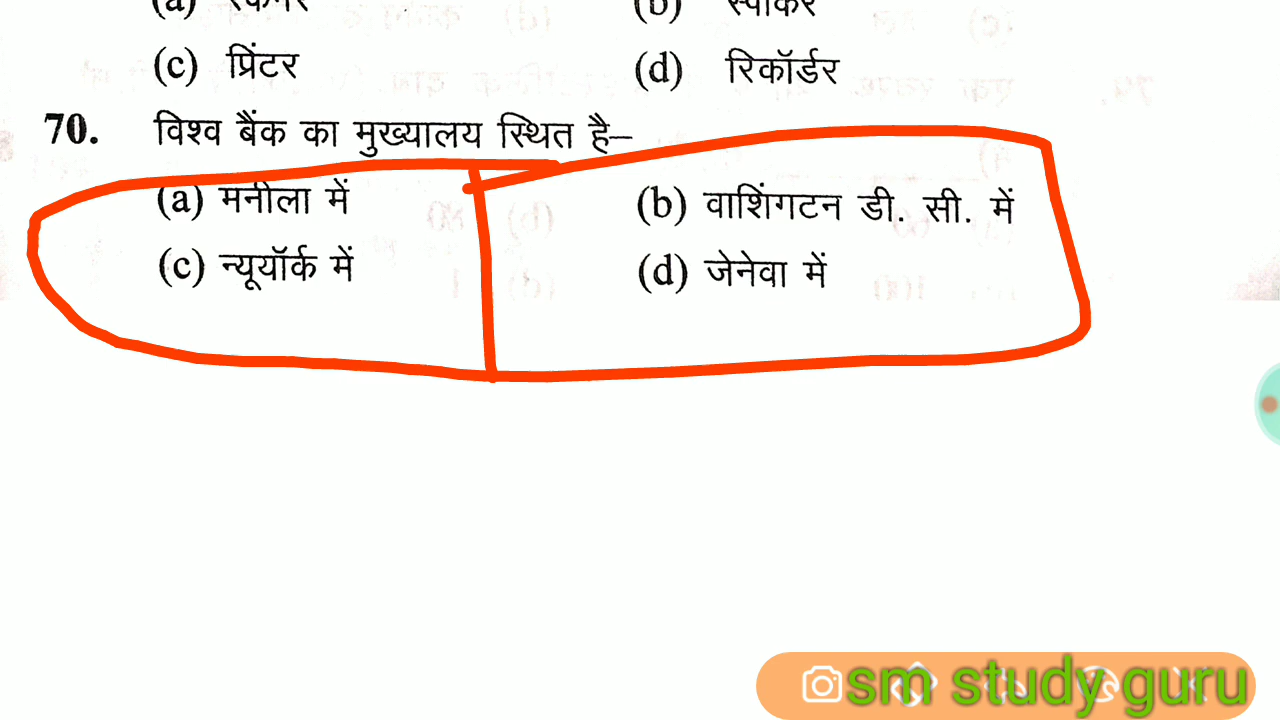 (c) प्रिंटर (d) रिकॉर्डर
70. विश्व बैंक का मुख्यालय स्थित है–
(a) मनीला में (b) वाशिंगटन डी. सी. में
(c) न्यूयॉर्क में (d) जेनेवा में
sm study guru